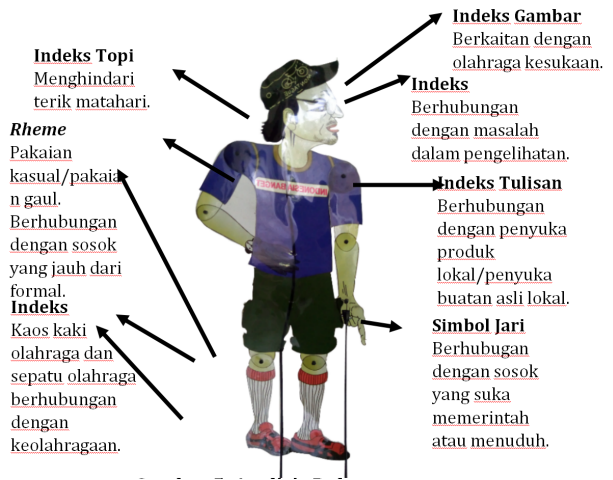 Indeks Topi
Menghindari
terik matahari.
Rheme
Pakaian
kasual/pakaia
n gaul.
Berhubungan
dengan sosok
yang jauh dari
formal.
Indeks
Kaos kaki
olahraga dan
sepatu olahraga
berhubungan
dengan
keolahragaan.
Indeks Gambar
Berkaitan dengan
olahraga kesukaan.
Indeks
Berhubungan
dengan masalah
dalam pengelihatan.
Indeks Tulisan
Berhubungan
dengan penyuka
produk
lokal/penyuka
buatan asli lokal.
Simbol Jari
Berhubugan
dengan sosok
yang suka
memerintah
atau menuduh.